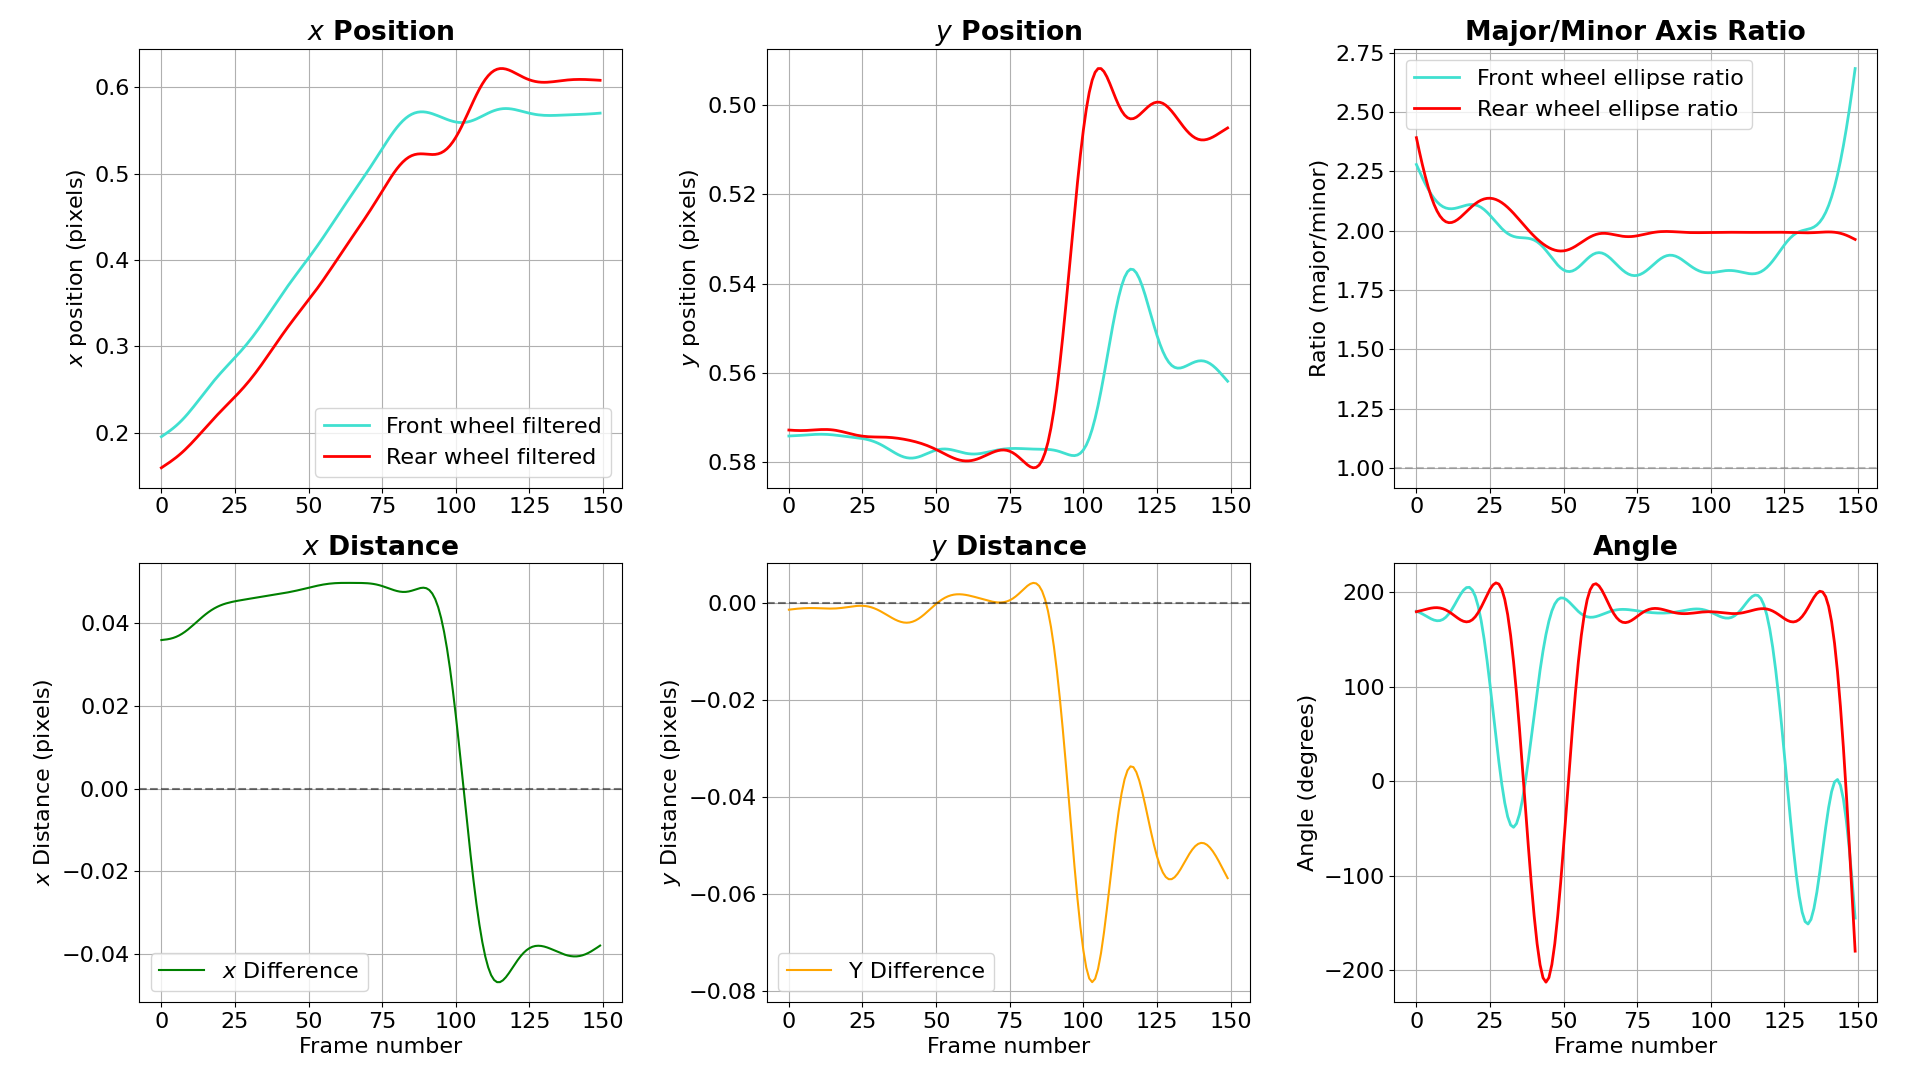 x Position
x position (pixels)
0.6
0.5
0.4
0.3
0.2
Front wheel filtered
Rear wheel filtered
0 25 50 75 100 125 150
y Position
y position (pixels)
0.50
0.52
0.54
0.56
0.58
0 25 50 75 100 125 150
Major/Minor Axis Ratio
Ratio (major/minor)
2.75
2.50
2.25
2.00
1.75
1.50
1.25
1.00
Front wheel ellipse ratio
Rear wheel ellipse ratio
0 25 50 75 100 125 150
x Distance
x Distance (pixels)
0.04
0.02
0.00
−0.02
−0.04
x Difference
0 25 50 75 100 125 150
Frame number
y Distance
y Distance (pixels)
0.00
−0.02
−0.04
−0.06
−0.08
Y Difference
0 25 50 75 100 125 150
Frame number
Angle
Angle (degrees)
200
100
0
−100
−200
0 25 50 75 100 125 150
Frame number